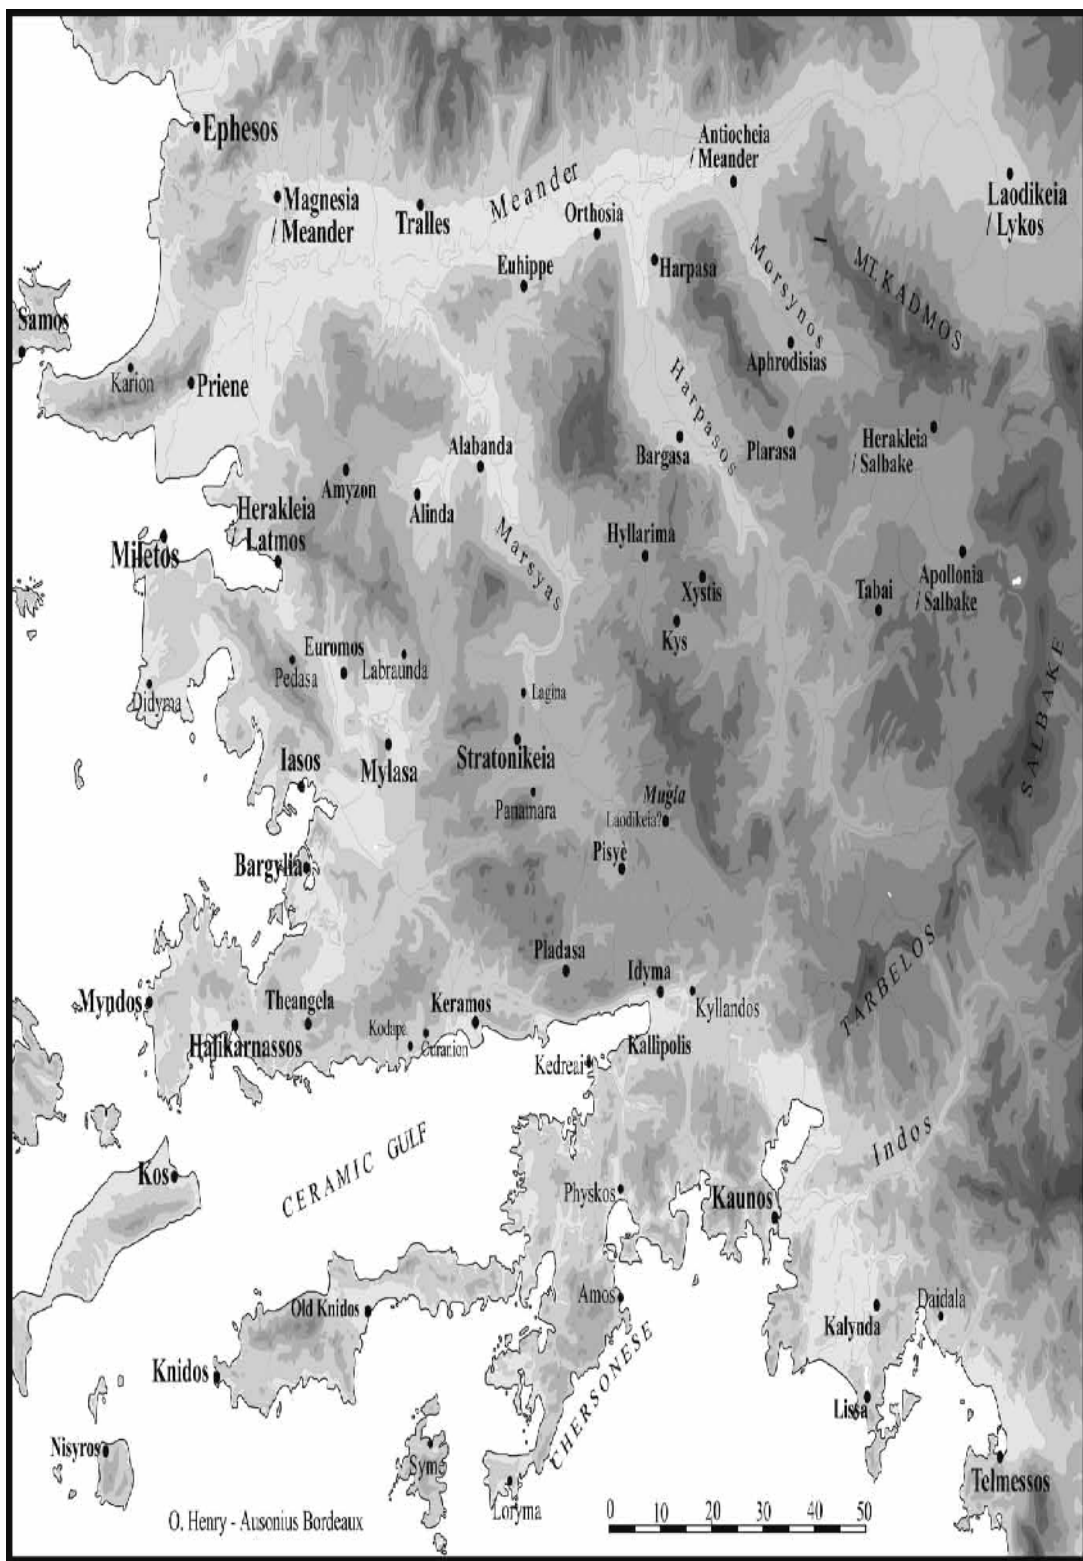 Ephesos
Antiocheia
/ Meander
Magnesia
/ Meander
Tralles
Meander
Orthosia
Laodikeia
/ Lykos
Euhippe
Harpasa
Morsynos
MT. KADMOS
Samos
Karion
Priene
Aphrodisias
Harpasos
Alabanda
Bargasa
Plarasa
Herakleia
/ Salbake
Amyzon
Alinda
Herakleia
Latmos
Miletos
Marsyas
Hyllarima
Xystis
Kys
Tabai
Apollonia
/ Salbake
Euromos
Pedasa
Labraunda
Didyma
Lagina
SALBAKE
Iasos
Mylasa
Stratonikeia
Panamara
Muğla
Laodikeia?
Pisyè
Bargylia
Pladasa
Idyma
Kyllandos
TARBELOS
Myndos
Theangela
Keramos
Halikarnassos
Kodapa
Ouranion
Kallipolis
Kedreai
Indos
CERAMIC GULF
Kos
Physkos
Kaunos
Old Knidos
Amos
Daidala
Kalynda
Knidos
CHERSONESE
Lissa
Nisyros
Syme
Telmessos
Loryma
O. Henry - Ausonius Bordeaux
0 10 20 30 40 50